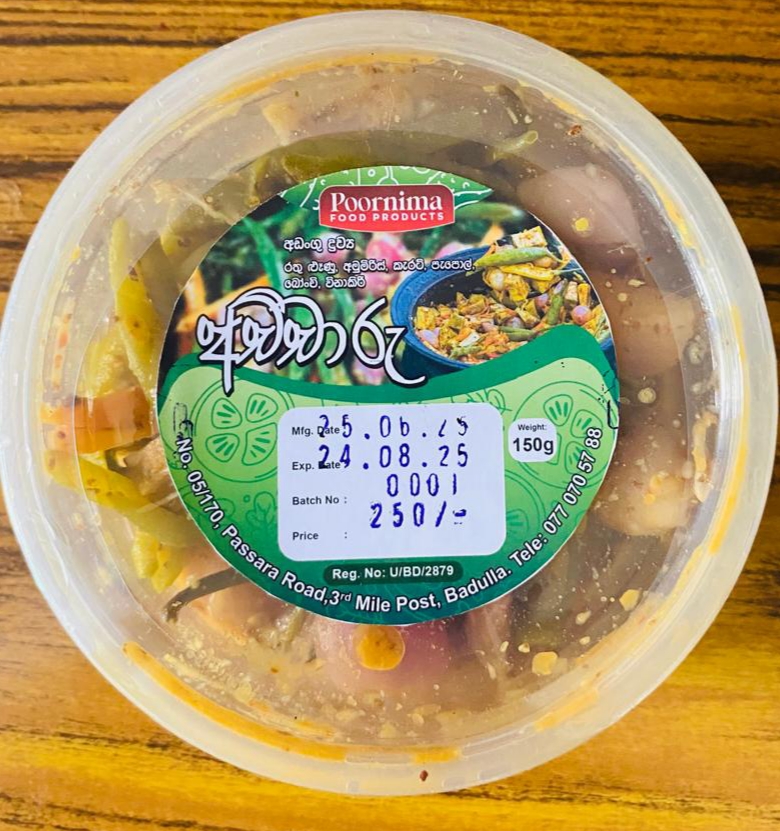 Poornima
FOOD PRODUCTS
අඩංගු ද්‍රව්‍ය
රතු ළූණු, අමුමිරිස්, කැරට්, පැපොල්,
බෝංචි, විනාකිරි
අච්චාරු
Mfg. Date 25.06.25
Exp. Date 24.08.25
Batch No : 0001
Price : 250/=
Weight:
150g
No. 05/170, Passara Road,3rd Mile Post, Badulla. Tele: 077 070 57 88
Reg. No: U/BD/2879